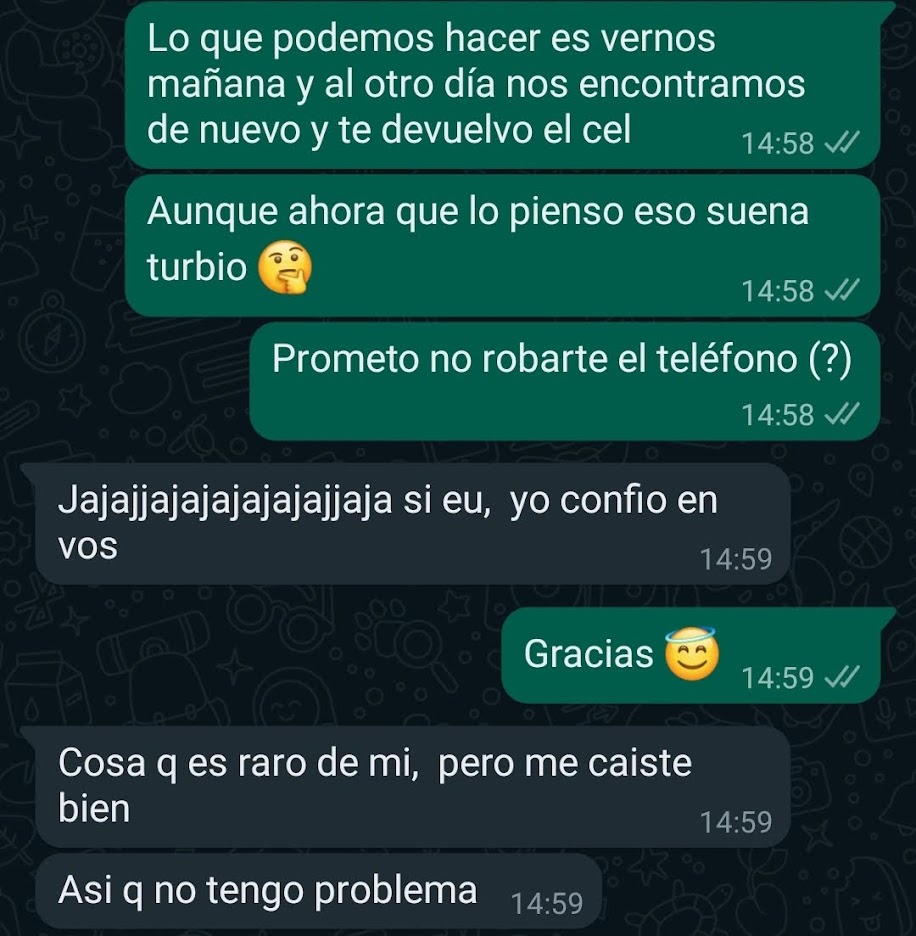 Lo que podemos hacer es vernos
mañana y al otro día nos encontramos
de nuevo y te devuelvo el cel
14:58
Aunque ahora que lo pienso eso suena
turbio 🤔
14:58
Prometo no robarte el teléfono (?)
14:58
Jajajjajajajajajajjaja si eu, yo confio en
vos
14:59
Gracias 😇
14:59
Cosa q es raro de mi, pero me caiste
bien
14:59
Asi q no tengo problema
14:59